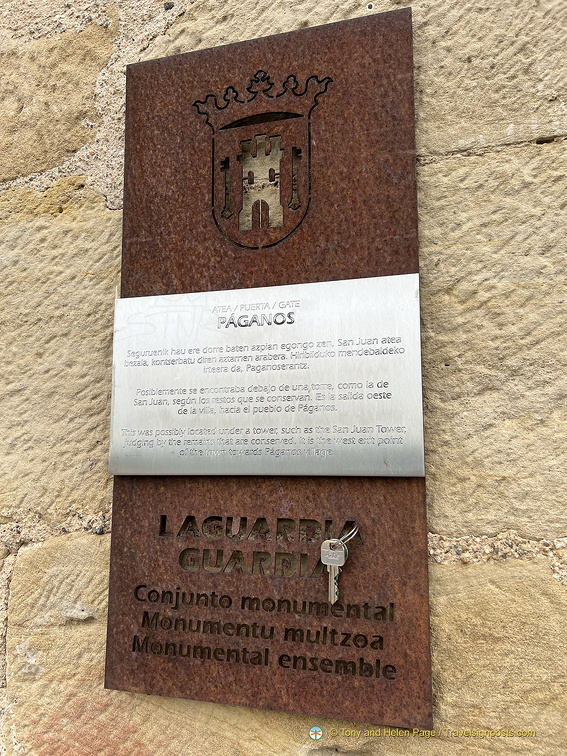 ATEA / PUERTA / GATE
PÁGANOS
Seguruenik hau ere dorre baten azpian egongo zen, San Juan atea
bezala, kontserbatu diren aztarnen arabera. Hiribilduko mendebaldeko
irteera da, Paganoserantz.
Posiblemente se encontraba debajo de una torre, como la de
San Juan, según los restos que se conservan. Es la salida oeste
de la villa, hacia el pueblo de Páganos.
This was possibly located under a tower, such as the San Juan Tower,
judging by the remains that are conserved. It is the west exit point
of the town towards Páganos village.
LAGUARDIA
GUARDIA
Conjunto monumental
Monumentu multzoa
Monumental ensemble
© Tony and Helen Page / Travelsignposts.com